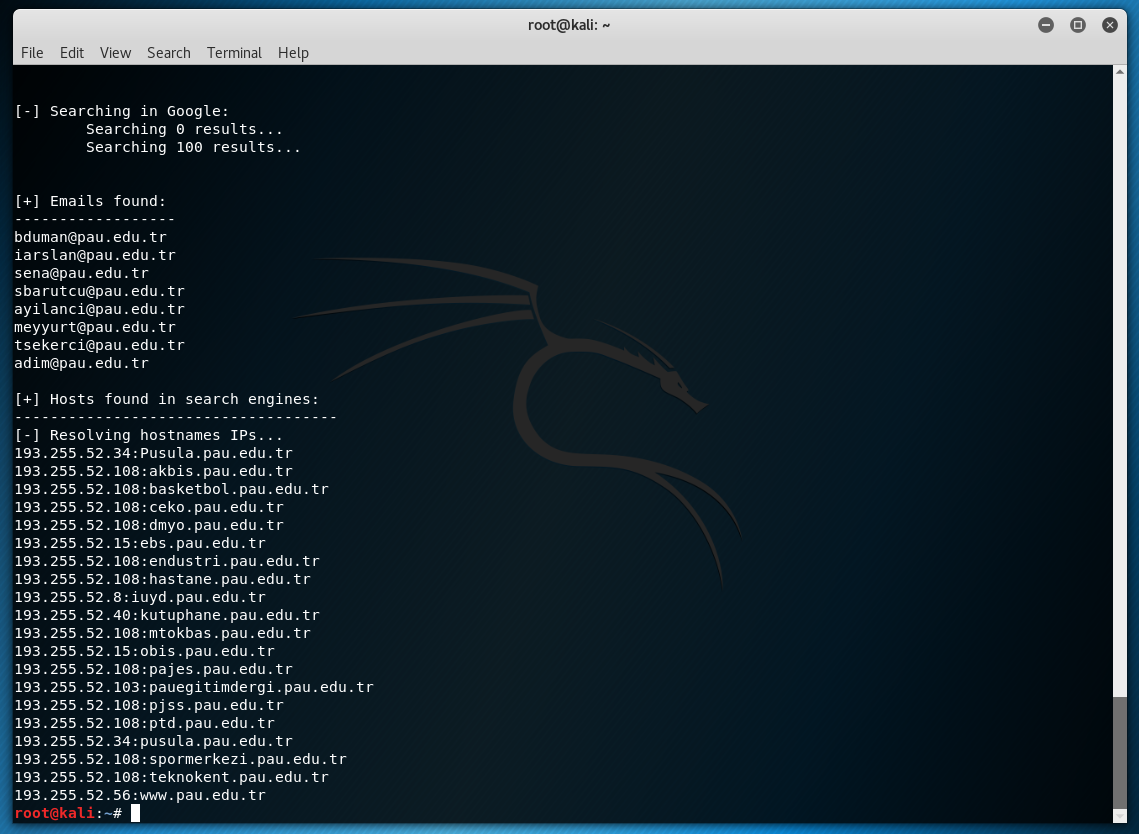 root@kali: ~
File Edit View Search Terminal Help
[-] Searching in Google:
Searching 0 results...
Searching 100 results...
[+] Emails found:
------------------
bduman@pau.edu.tr
iarslan@pau.edu.tr
sena@pau.edu.tr
sbarutcu@pau.edu.tr
ayilanci@pau.edu.tr
meyyurt@pau.edu.tr
tsekerci@pau.edu.tr
adim@pau.edu.tr
[+] Hosts found in search engines:
------------------------------------
[-] Resolving hostnames IPs...
193.255.52.34:Pusula.pau.edu.tr
193.255.52.108:akbis.pau.edu.tr
193.255.52.108:basketbol.pau.edu.tr
193.255.52.108:ceko.pau.edu.tr
193.255.52.108:dmyo.pau.edu.tr
193.255.52.15:ebs.pau.edu.tr
193.255.52.108:endustri.pau.edu.tr
193.255.52.108:hastane.pau.edu.tr
193.255.52.8:iuyd.pau.edu.tr
193.255.52.40:kutuphane.pau.edu.tr
193.255.52.108:mtokbas.pau.edu.tr
193.255.52.15:obis.pau.edu.tr
193.255.52.108:pajes.pau.edu.tr
193.255.52.103:pauegitimdergi.pau.edu.tr
193.255.52.108:pjss.pau.edu.tr
193.255.52.108:ptd.pau.edu.tr
193.255.52.34:pusula.pau.edu.tr
193.255.52.108:spormerkezi.pau.edu.tr
193.255.52.108:teknokent.pau.edu.tr
193.255.52.56:www.pau.edu.tr
root@kali:~#